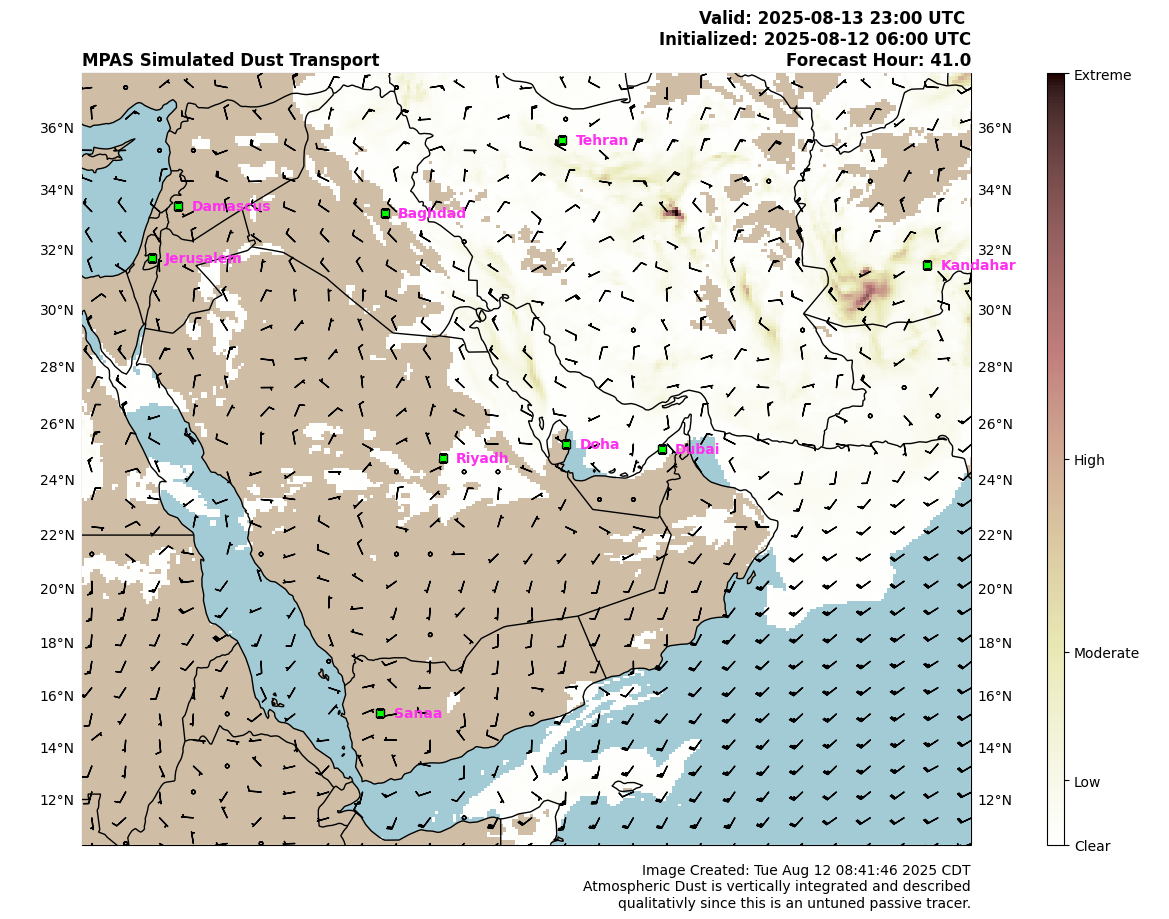 Valid: 2025-08-13 23:00 UTC
Initialized: 2025-08-12 06:00 UTC
MPAS Simulated Dust Transport
Forecast Hour: 41.0
Extreme
High
Moderate
Low
Clear
36°N
34°N
32°N
30°N
28°N
26°N
24°N
22°N
20°N
18°N
16°N
14°N
12°N
36°N
34°N
32°N
30°N
28°N
26°N
24°N
22°N
20°N
18°N
16°N
14°N
12°N
Tehran
Damascus
Baghdad
Jerusalem
Kandahar
Doha
Dubai
Riyadh
Sanaa
Image Created: Tue Aug 12 08:41:46 2025 CDT
Atmospheric Dust is vertically integrated and described
qualitativly since this is an untuned passive tracer.